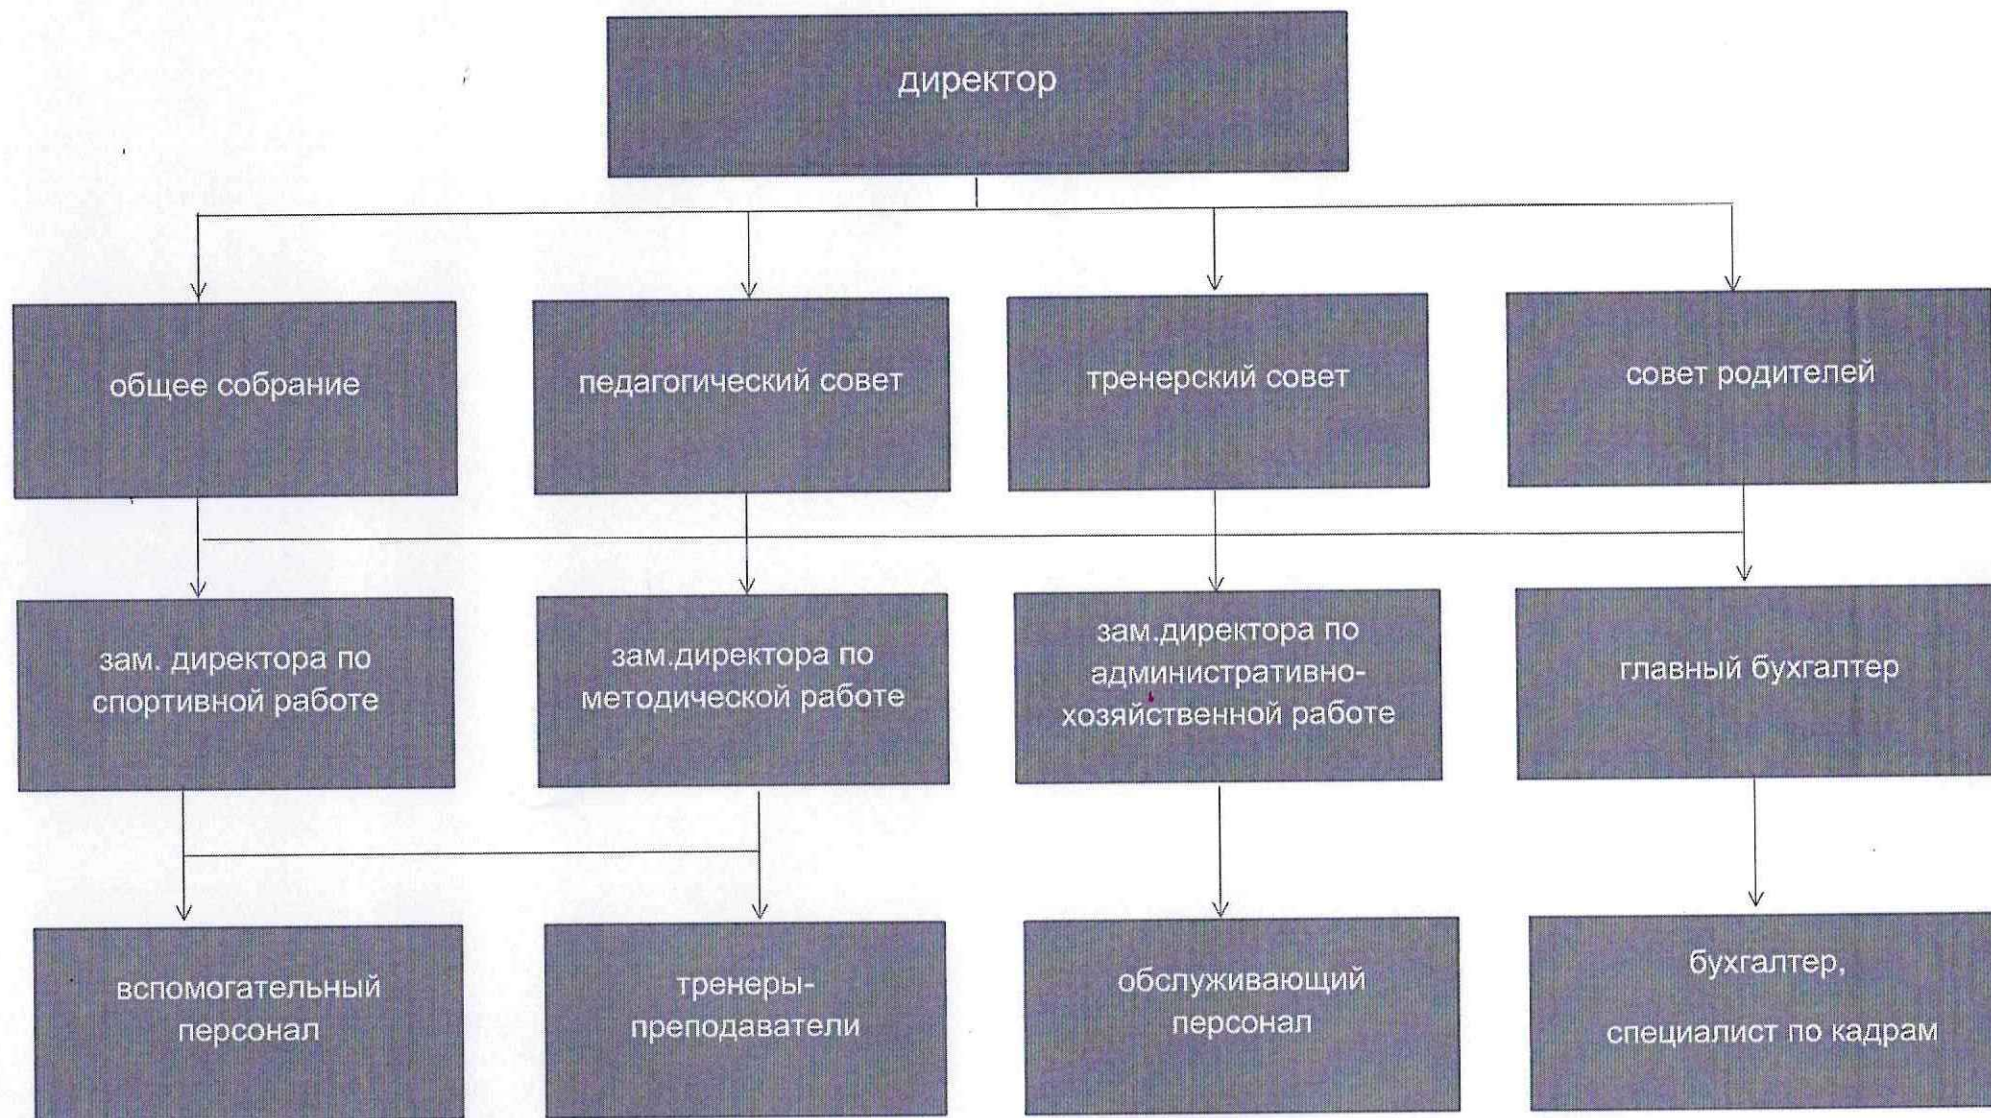 директор
общее собрание
педагогический совет
тренерский совет
совет родителей
зам. директора по
спортивной работе
зам.директора по
методической работе
зам.директора по
административно-
хозяйственной работе
главный бухгалтер
вспомогательный
персонал
тренеры-
преподаватели
обслуживающий
персонал
бухгалтер,
специалист по кадрам